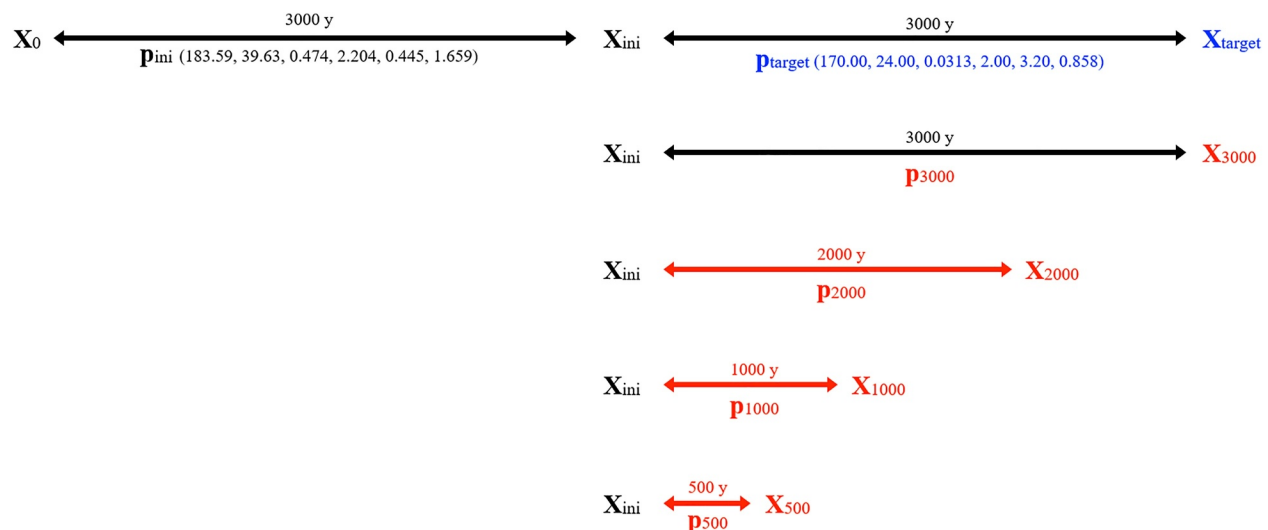 3000 y
X0
pini (183.59, 39.63, 0.474, 2.204, 0.445, 1.659)
Xini
3000 y
ptarget (170.00, 24.00, 0.0313, 2.00, 3.20, 0.858)
Xtarget
Xini
3000 y
p3000
X3000
Xini
2000 y
p2000
X2000
Xini
1000 y
p1000
X1000
Xini
500 y
p500
X500